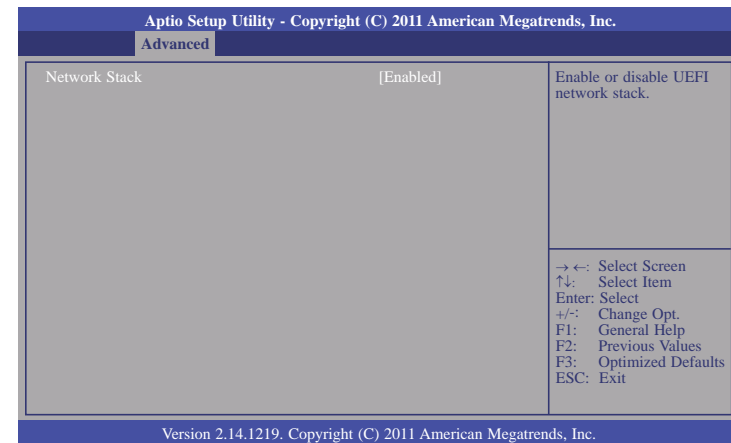 Aptio Setup Utility - Copyright (C) 2011 American Megatrends, Inc.
Advanced
Network Stack [Enabled]
Enable or disable UEFI
network stack.
→ ←: Select Screen
↑↓: Select Item
Enter: Select
+/-: Change Opt.
F1: General Help
F2: Previous Values
F3: Optimized Defaults
ESC: Exit
Version 2.14.1219. Copyright (C) 2011 American Megatrends, Inc.